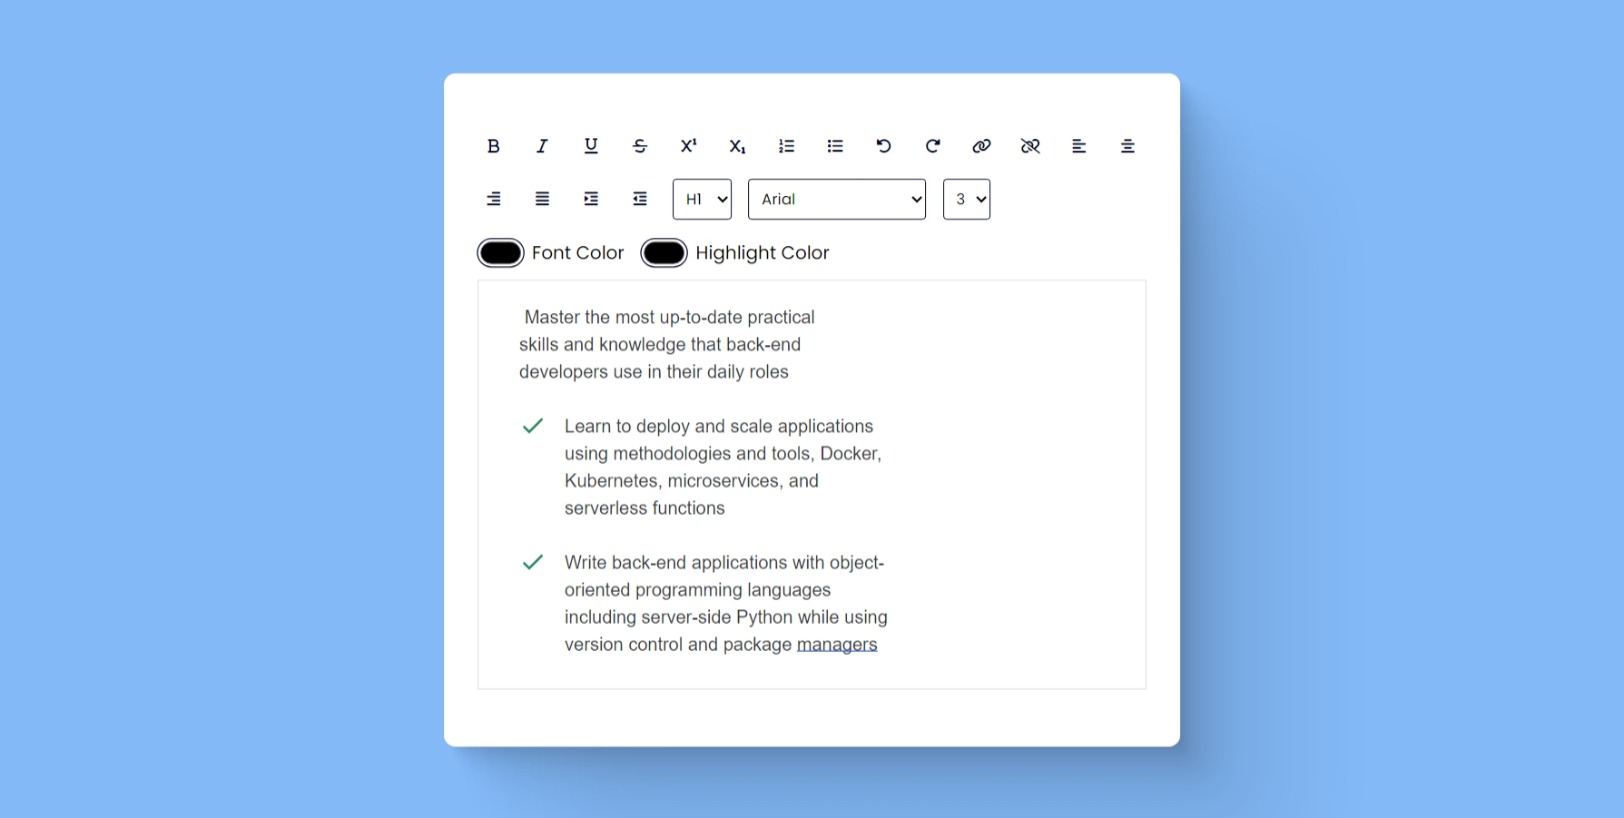 B I U S X¹ X₁
H1 Arial 3
Font Color Highlight Color
Master the most up-to-date practical
skills and knowledge that back-end
developers use in their daily roles
Learn to deploy and scale applications
using methodologies and tools, Docker,
Kubernetes, microservices, and
serverless functions
Write back-end applications with object-
oriented programming languages
including server-side Python while using
version control and package managers